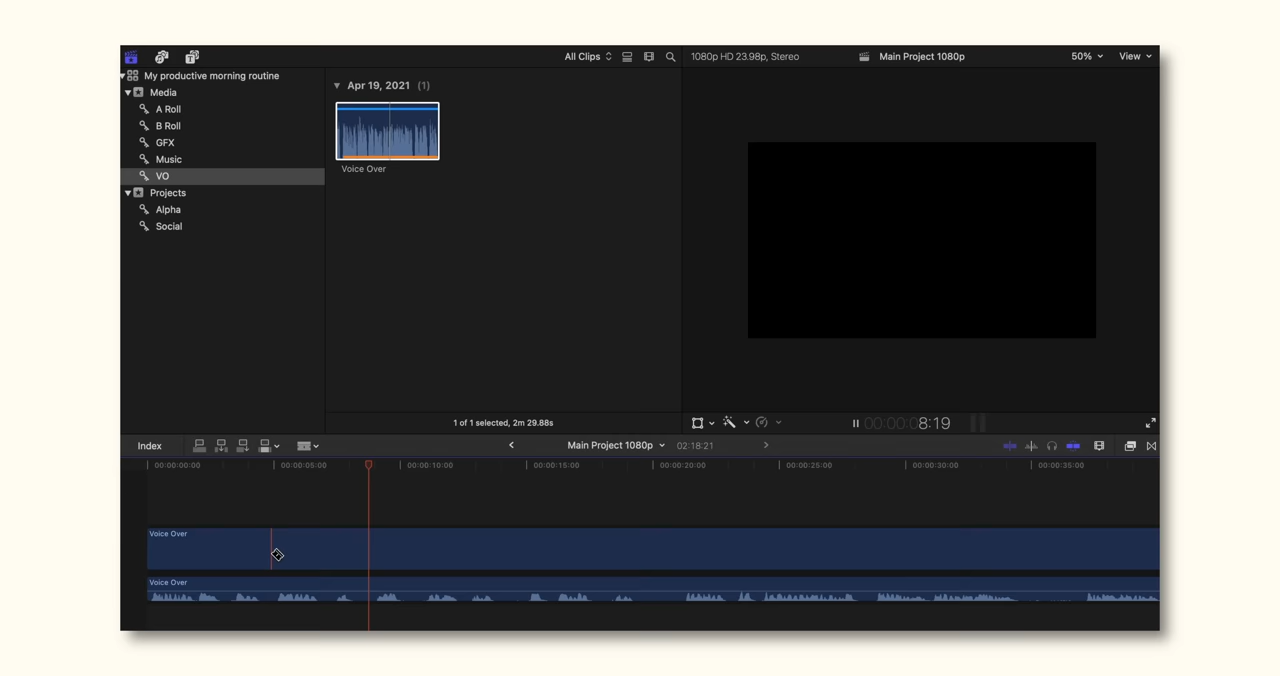 All Clips
1080p HD 23.98p, Stereo
Main Project 1080p
50%
View
My productive morning routine
Media
A Roll
B Roll
GFX
Music
VO
Projects
Alpha
Social
Apr 19, 2021 (1)
Voice Over
1 of 1 selected, 2m 29.88s
00:00:00:08:19
Index
Main Project 1080p
02:18:21
00:00:00:00
00:00:05:00
00:00:10:00
00:00:15:00
00:00:20:00
00:00:25:00
00:00:30:00
00:00:35:00
Voice Over
Voice Over